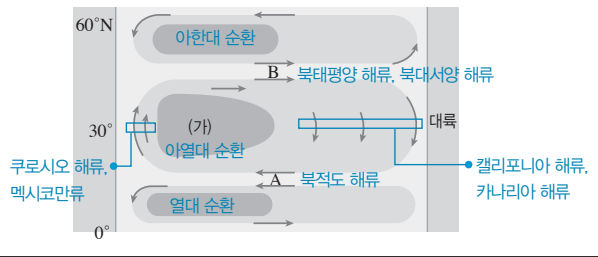 60°N
아한대 순환
B
북태평양 해류, 북대서양 해류
30°
(가)
아열대 순환
대륙
쿠로시오 해류,
멕시코만류
캘리포니아 해류,
카나리아 해류
A
북적도 해류
열대 순환
0°